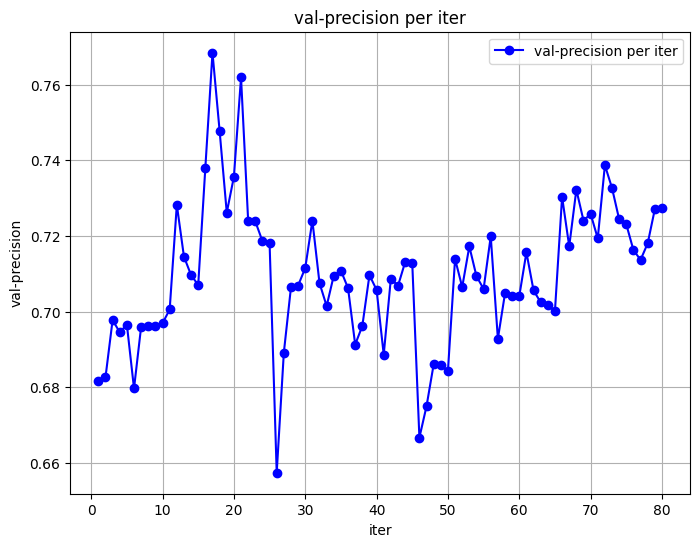 val-precision per iter
val-precision per iter
0.76
0.74
0.72
0.70
0.68
0.66
val-precision
0 10 20 30 40 50 60 70 80
iter